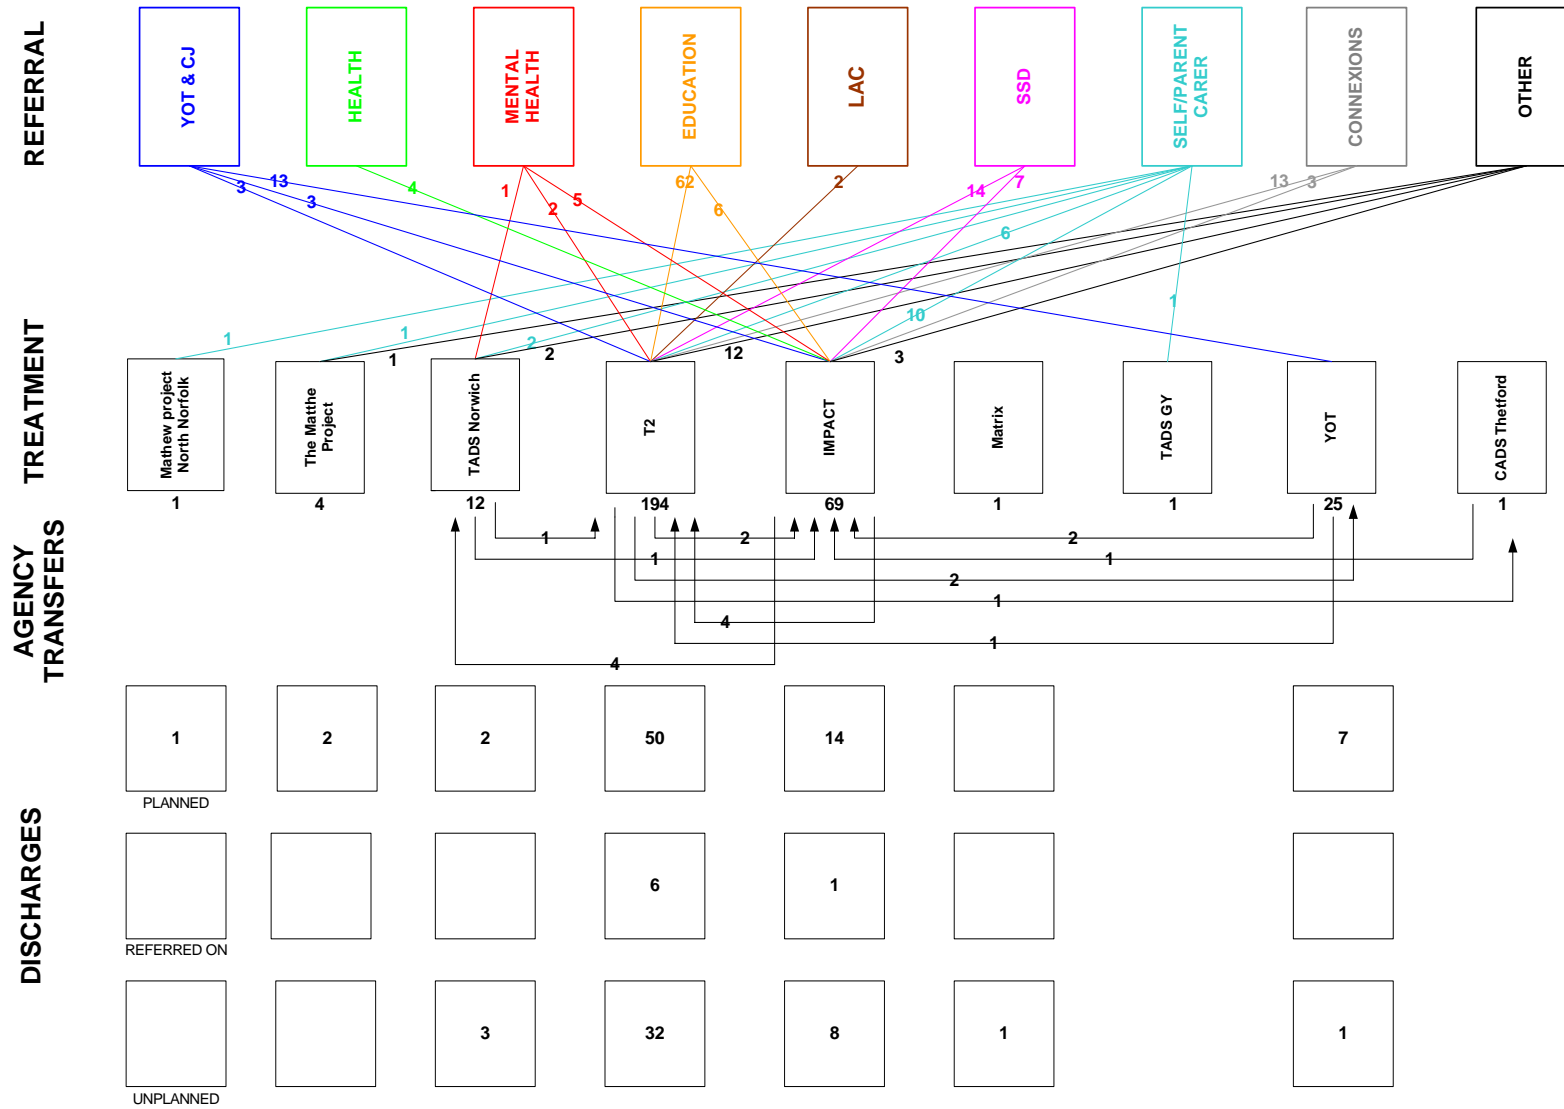 REFERRAL
YOT & CJ
HEALTH
MENTAL
HEALTH
EDUCATION
LAC
SSD
SELF/PARENT
CARER
CONNEXIONS
OTHER
3
13
3
4
1
2
5
62
6
2
14
7
6
13
3
10
1
1
1
2
1
2
12
3
TREATMENT
Mathew project
North Norfolk
The Matthe
Project
TADS Norwich
T2
IMPACT
Matrix
TADS GY
YOT
CADS Thetford
1
4
12
194
69
1
1
25
1
AGENCY
TRANSFERS
1
2
2
1
1
2
1
4
1
4
DISCHARGES
1
2
2
50
14
7
PLANNED
6
1
REFERRED ON
3
32
8
1
1
UNPLANNED